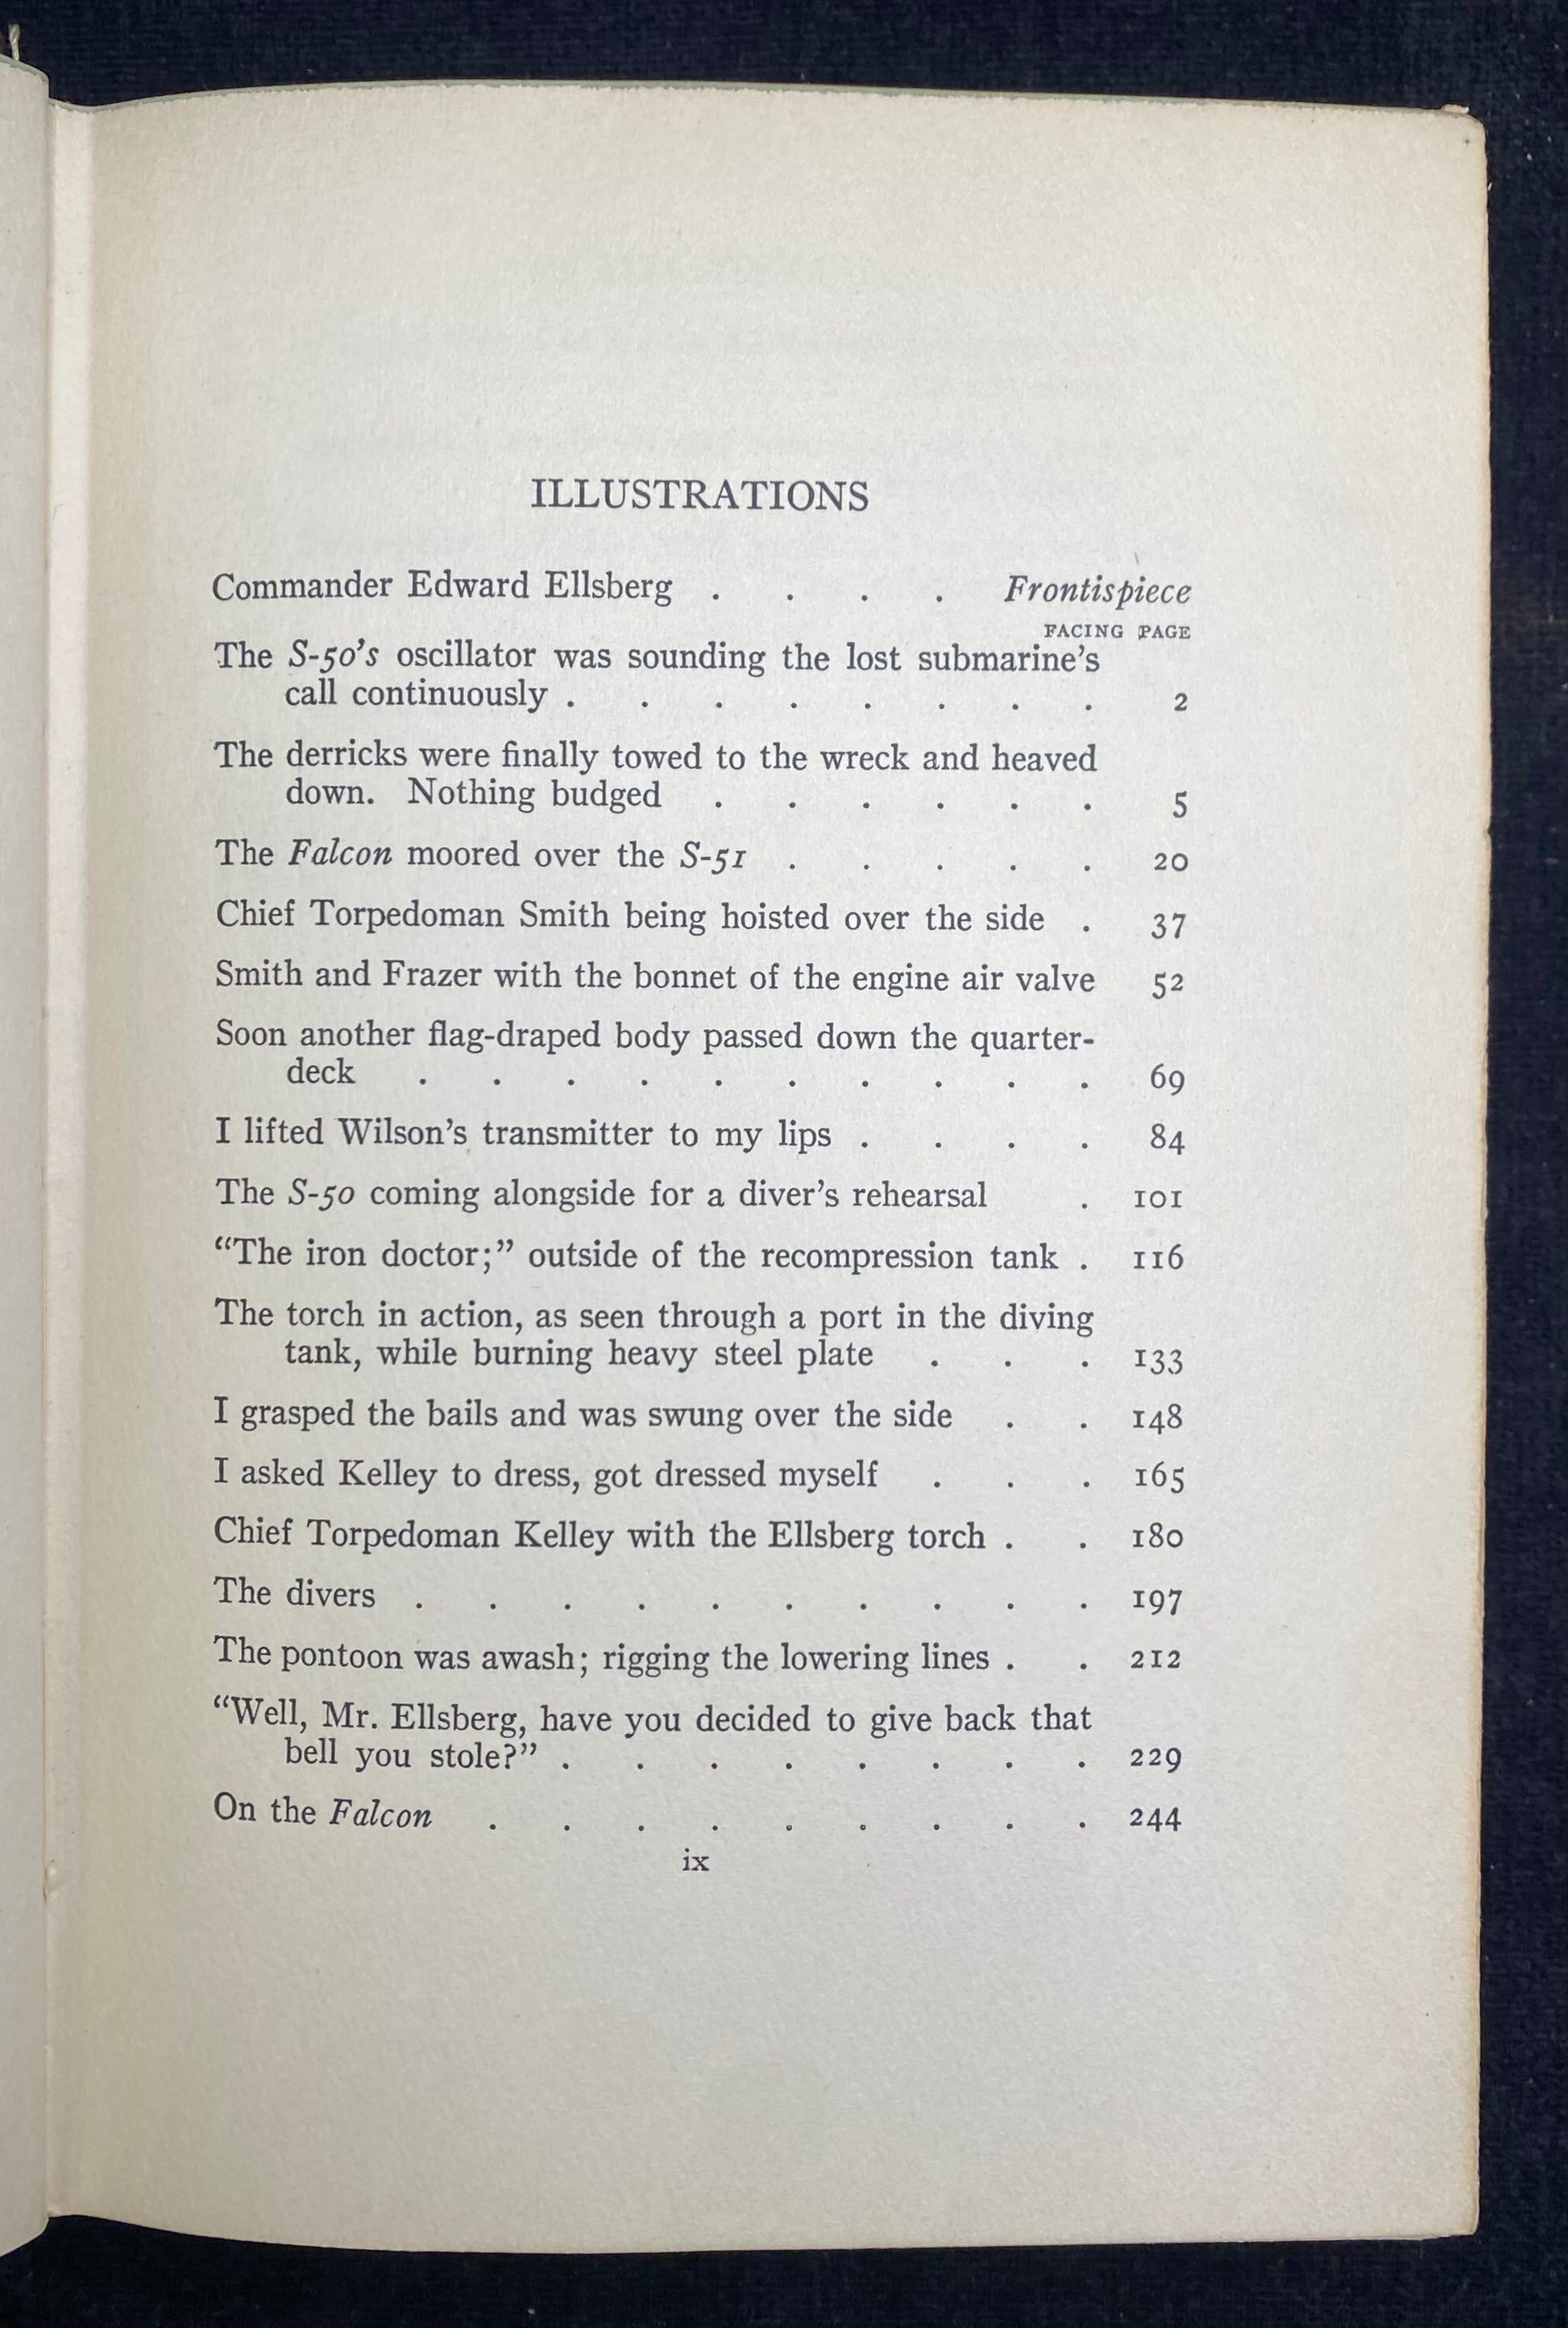 ILLUSTRATIONS
Commander Edward Ellsberg . . . . Frontispiece
FACING PAGE
The S-50's oscillator was sounding the lost submarine's
call continuously . . . . . . . . 2
The derricks were finally towed to the wreck and heaved
down. Nothing budged . . . . . . 5
The Falcon moored over the S-51 . . . . . 20
Chief Torpedoman Smith being hoisted over the side . 37
Smith and Frazer with the bonnet of the engine air valve 52
Soon another flag-draped body passed down the quarter-
deck . . . . . . . . . . 69
I lifted Wilson's transmitter to my lips . . . . 84
The S-50 coming alongside for a diver's rehearsal . 101
“The iron doctor;” outside of the recompression tank . 116
The torch in action, as seen through a port in the diving
tank, while burning heavy steel plate . . . 133
I grasped the bails and was swung over the side . . 148
I asked Kelley to dress, got dressed myself . . . 165
Chief Torpedoman Kelley with the Ellsberg torch . . 180
The divers . . . . . . . . . . 197
The pontoon was awash; rigging the lowering lines . . 212
“Well, Mr. Ellsberg, have you decided to give back that
bell you stole?” . . . . . . . . 229
On the Falcon . . . . . . . . . 244
ix